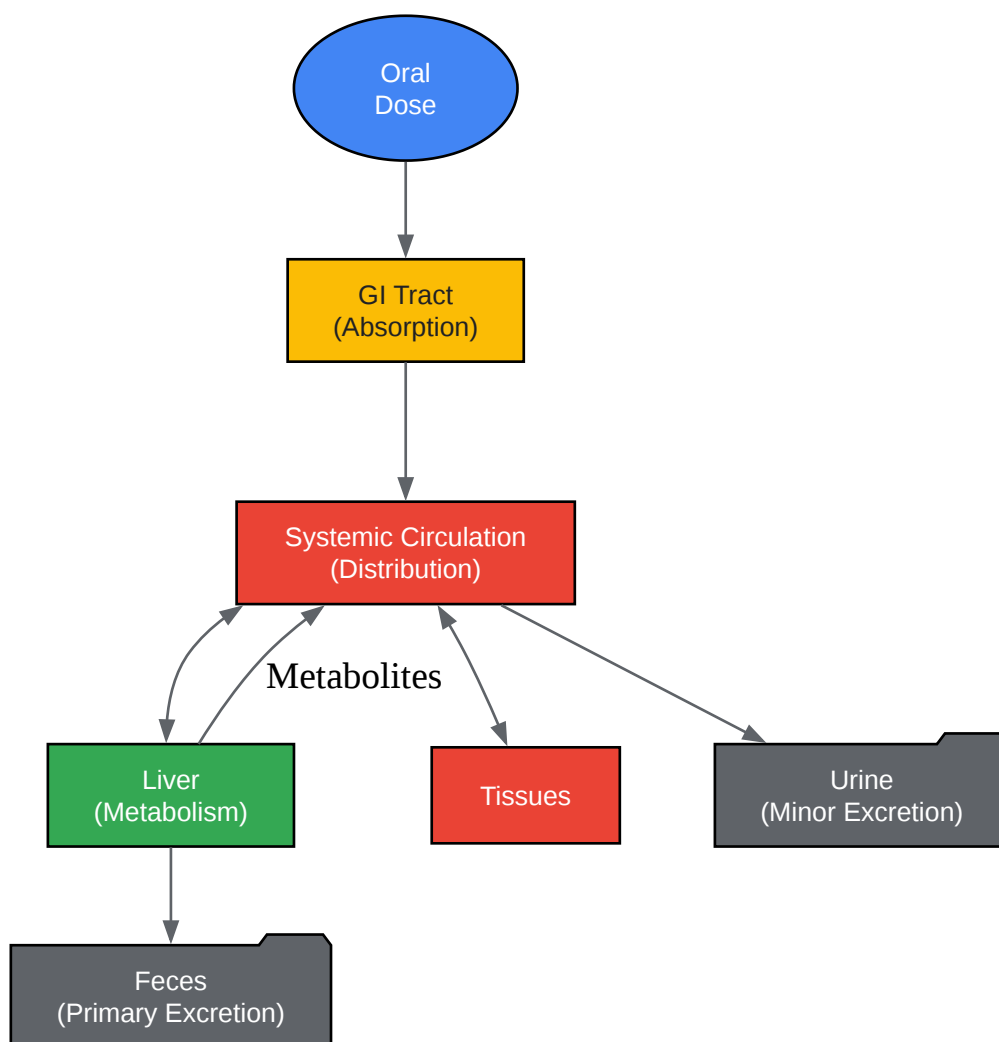 Oral
Dose
GI Tract
(Absorption)
Systemic Circulation
(Distribution)
Metabolites
Liver
(Metabolism)
Tissues
Urine
(Minor Excretion)
Feces
(Primary Excretion)